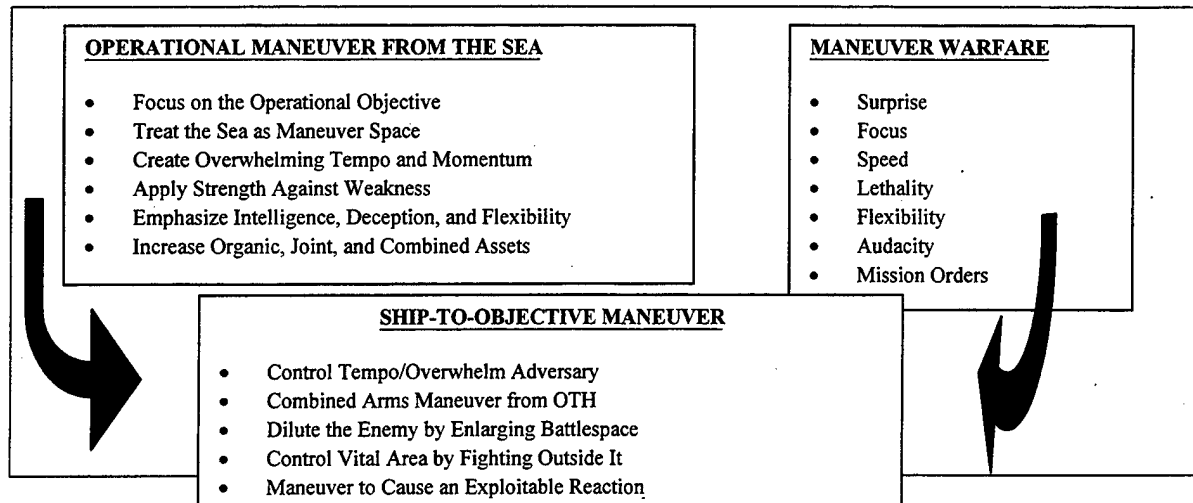 OPERATIONAL MANEUVER FROM THE SEA
• Focus on the Operational Objective
• Treat the Sea as Maneuver Space
• Create Overwhelming Tempo and Momentum
• Apply Strength Against Weakness
• Emphasize Intelligence, Deception, and Flexibility
• Increase Organic, Joint, and Combined Assets
MANEUVER WARFARE
• Surprise
• Focus
• Speed
• Lethality
• Flexibility
• Audacity
• Mission Orders
SHIP-TO-OBJECTIVE MANEUVER
• Control Tempo/Overwhelm Adversary
• Combined Arms Maneuver from OTH
• Dilute the Enemy by Enlarging Battlespace
• Control Vital Area by Fighting Outside It
• Maneuver to Cause an Exploitable Reaction